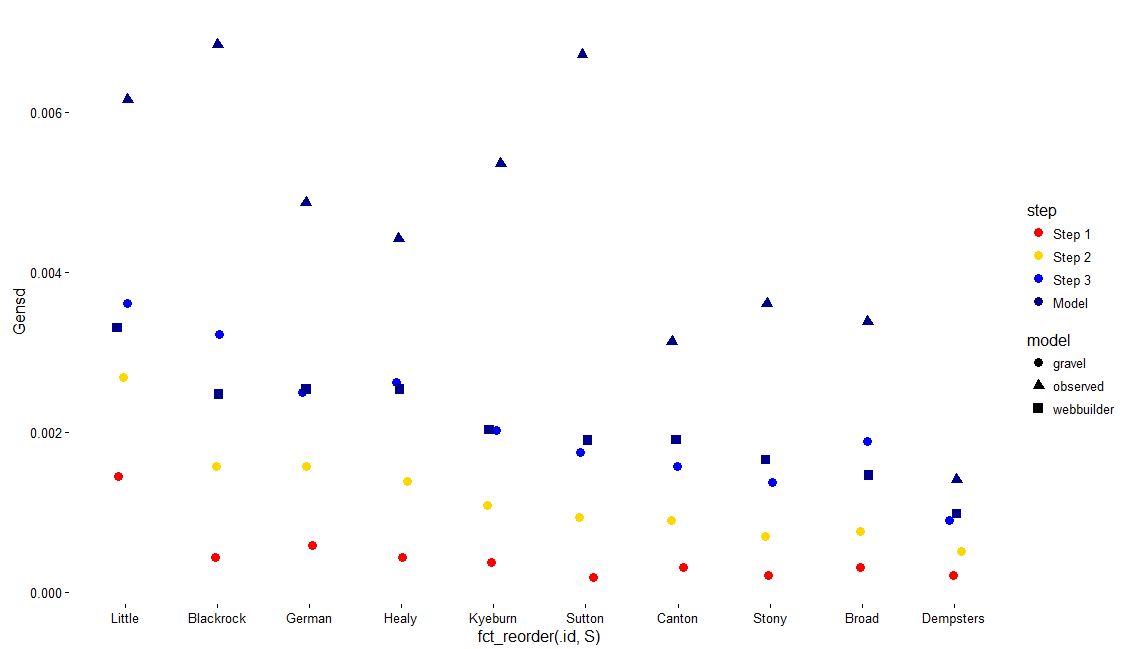 0.006
0.004
0.002
0.000
Gensd
Little Blackrock German Healy Kyeburn Sutton Canton Stony Broad Dempsters
fct_reorder(.id, S)
step
Step 1
Step 2
Step 3
Model
model
gravel
observed
webbuilder